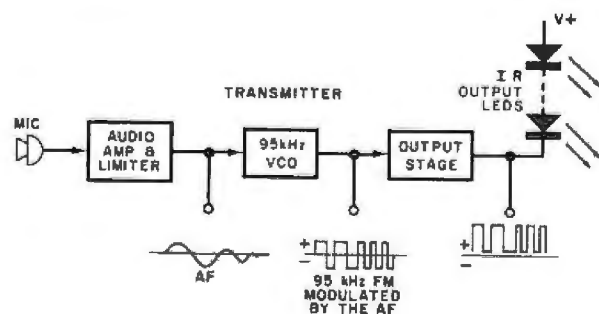 V+
I R
OUTPUT
LEDS
TRANSMITTER
MIC
AUDIO
AMP &
LIMITER
95kHz
VCO
OUTPUT
STAGE
AF
+
−
95 kHz FM
MODULATED
BY THE AF
+
−